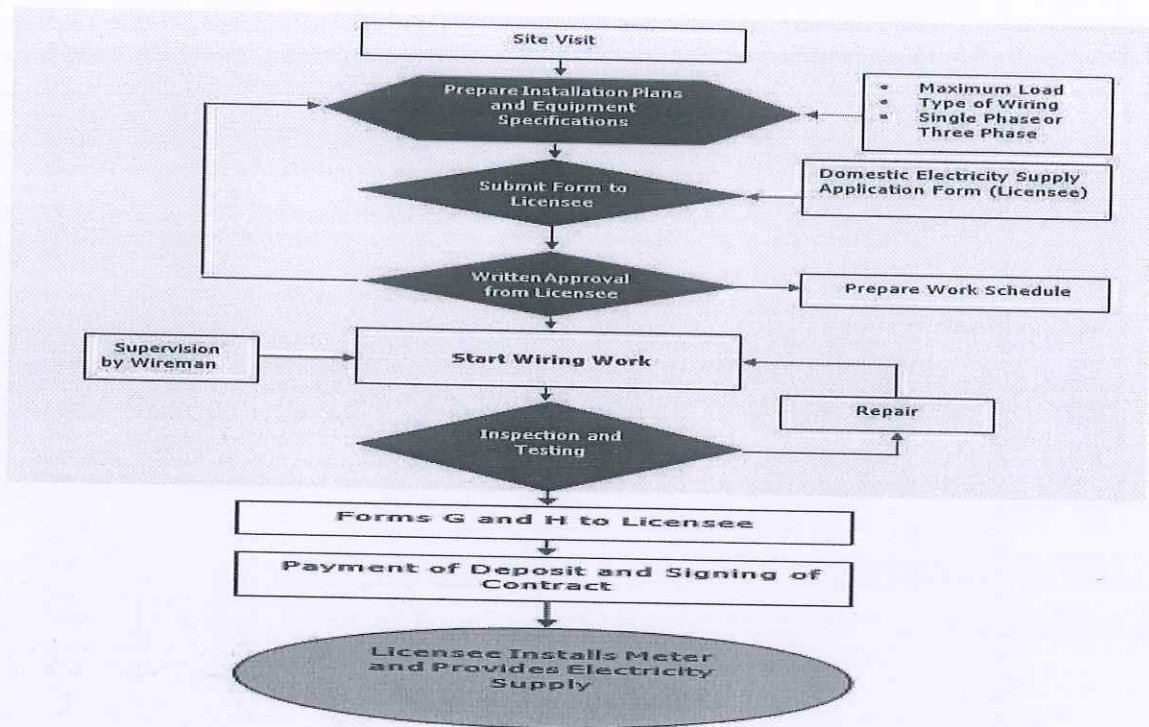 Site Visit
Prepare Installation Plans
and Equipment
Specifications
• Maximum Load
• Type of Wiring
• Single Phase or
Three Phase
Submit Form to
Licensee
Domestic Electricity Supply
Application Form (Licensee)
Written Approval
from Licensee
Prepare Work Schedule
Supervision
by Wireman
Start Wiring Work
Repair
Inspection and
Testing
Forms G and H to Licensee
Payment of Deposit and Signing of
Contract
Licensee Installs Meter
and Provides Electricity
Supply